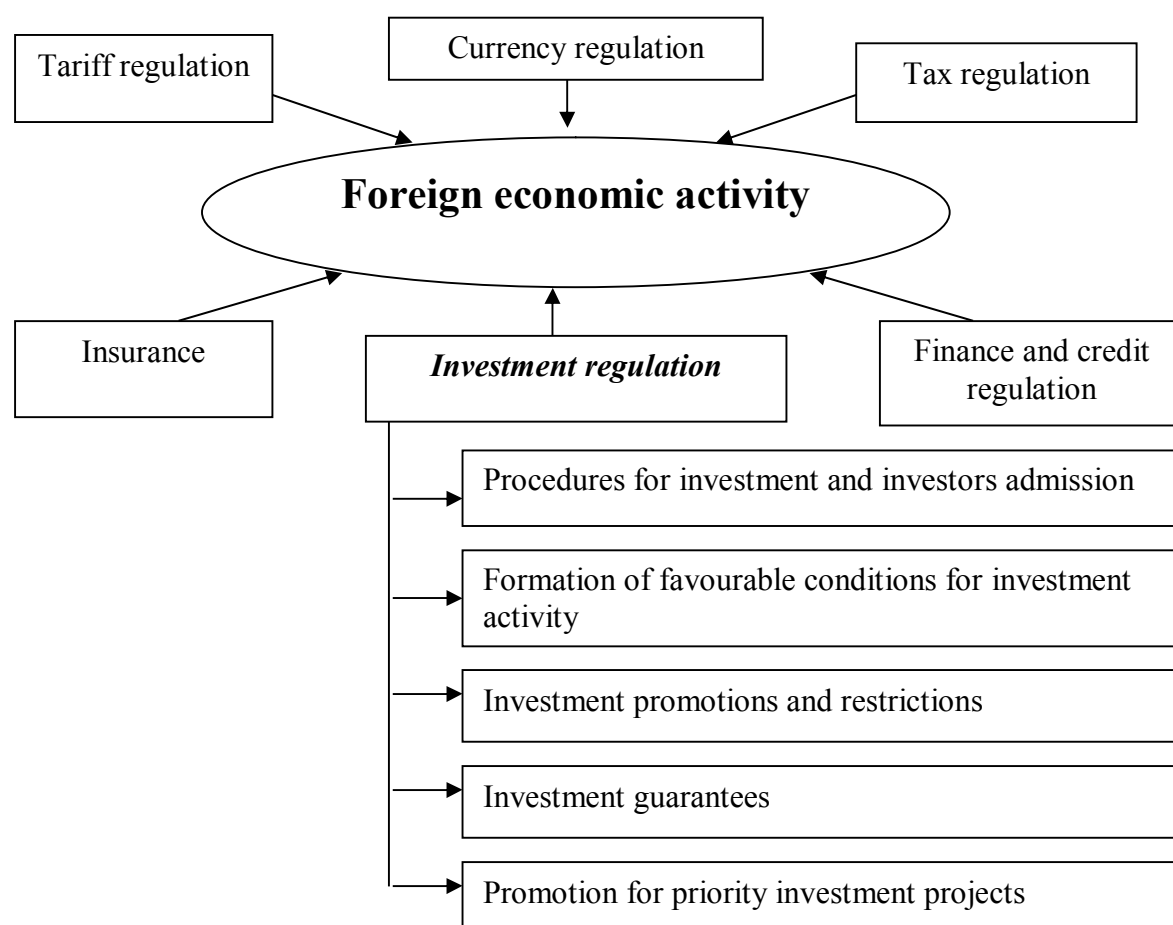 Tariff regulation
Currency regulation
Tax regulation
Foreign economic activity
Insurance
Investment regulation
Finance and credit
regulation
Procedures for investment and investors admission
Formation of favourable conditions for investment
activity
Investment promotions and restrictions
Investment guarantees
Promotion for priority investment projects